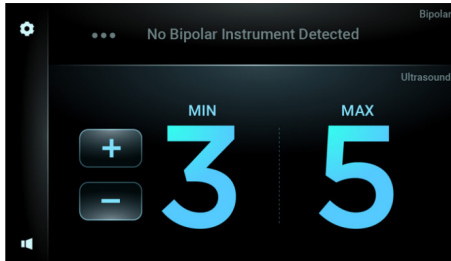 Bipolar
••• No Bipolar Instrument Detected
Ultrasound
MIN MAX
+
3 5
−